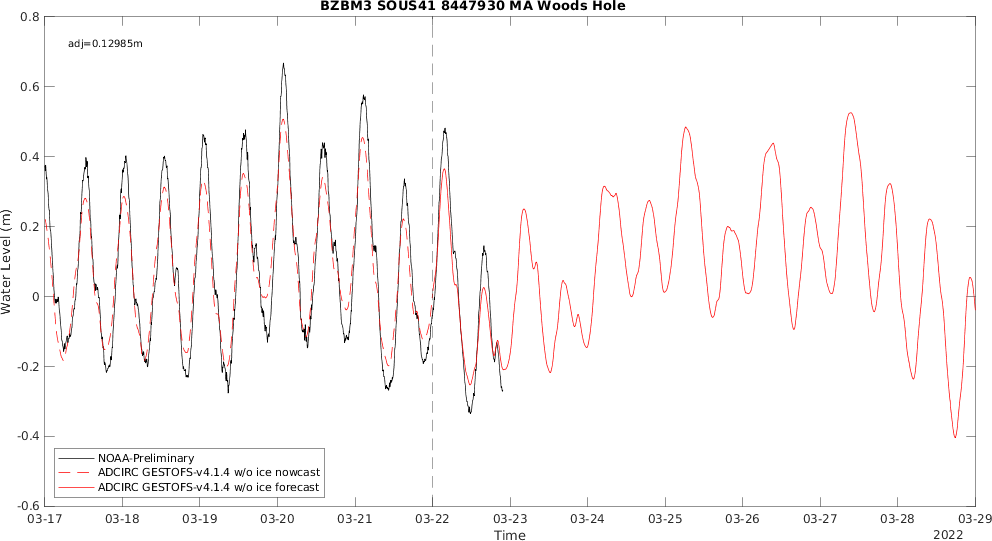 BZBM3 SOUS41 8447930 MA Woods Hole
adj=0.12985m
0.8
0.6
0.4
0.2
0
-0.2
-0.4
-0.6
Water Level (m)
NOAA-Preliminary
ADCIRC GESTOFS-v4.1.4 w/o ice nowcast
ADCIRC GESTOFS-v4.1.4 w/o ice forecast
03-17 03-18 03-19 03-20 03-21 03-22 03-23 03-24 03-25 03-26 03-27 03-28 03-29
Time
2022